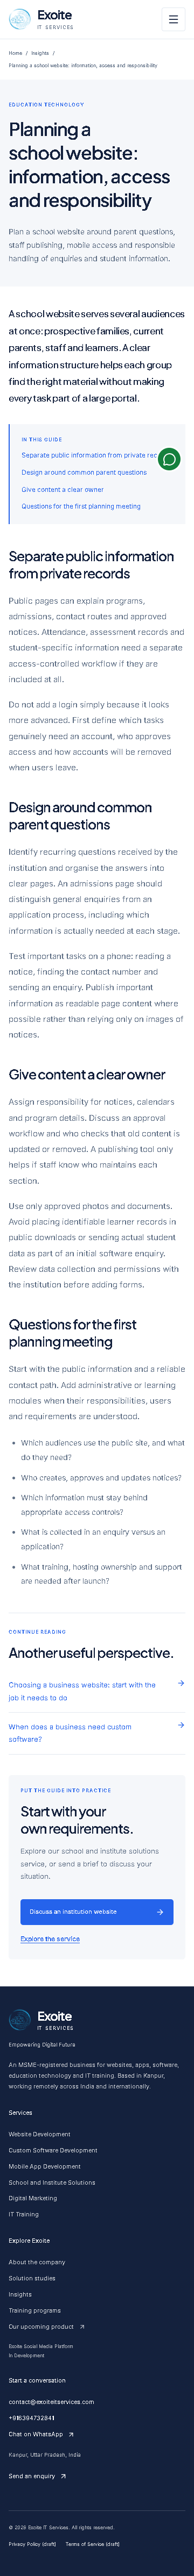 Exoite
IT SERVICES
Home / Insights /
Planning a school website: information, access and responsibility
EDUCATION TECHNOLOGY
Planning a
school website:
information, access
and responsibility
Plan a school website around parent questions,
staff publishing, mobile access and responsible
handling of enquiries and student information.
A school website serves several audiences
at once: prospective families, current
parents, staff and learners. A clear
information structure helps each group
find the right material without making
every task part of a large portal.
IN THIS GUIDE
Separate public information from private
Design around common parent questions
Give content a clear owner
Questions for the first planning meeting
Separate public information
from private records
Public pages can explain programs,
admissions, contact routes and approved
notices. Attendance, assessment records and
student-specific information need a separate
access-controlled workflow if they are
included at all.
Do not add a login simply because it looks
more advanced. First define which tasks
genuinely need an account, who approves
access and how accounts will be removed
when users leave.
Design around common
parent questions
Identify recurring questions received by the
institution and organise the answers into
clear pages. An admissions page should
distinguish general enquiries from an
application process, including which
information is actually needed at each stage.
Test important tasks on a phone: reading a
notice, finding the contact number and
sending an enquiry. Publish important
information as readable page content where
possible rather than relying only on images of
notices.
Give content a clear owner
Assign responsibility for notices, calendars
and program details. Discuss an approval
workflow and who checks that old content is
updated or removed. A publishing tool only
helps if staff know who maintains each
section.
Use only approved photos and documents.
Avoid placing identifiable learner records in
public downloads or sending actual student
data as part of an initial software enquiry.
Review data collection and permissions with
the institution before adding forms.
Questions for the first
planning meeting
Start with the public information and a reliable
contact path. Add administrative or learning
modules when their responsibilities, users
and requirements are understood.
• Which audiences use the public site, and what
do they need?
• Who creates, approves and updates notices?
• Which information must stay behind
appropriate access controls?
• What is collected in an enquiry versus an
application?
• What training, hosting ownership and support
are needed after launch?
CONTINUE READING
Another useful perspective.
Choosing a business website: start with the
job it needs to do
When does a business need custom
software?
PUT THE GUIDE INTO PRACTICE
Start with your
own requirements.
Explore our school and institute solutions
service, or send a brief to discuss your
situation.
Discuss an institution website
Explore the service
Exoite
IT SERVICES
Empowering Digital Future
An MSME-registered business for websites, apps, software,
education technology and IT training. Based in Kanpur,
working remotely across India and internationally.
Services
Website Development
Custom Software Development
Mobile App Development
School and Institute Solutions
Digital Marketing
IT Training
Explore Exoite
About the company
Solution studies
Insights
Training programs
Our upcoming product
Exoite Social Media Platform
In Development
Start a conversation
contact@exoiteitservices.com
+916394732841
Chat on WhatsApp
Kanpur, Uttar Pradesh, India
Send an enquiry
© 2026 Exoite IT Services. All rights reserved.
Privacy Policy (draft) Terms of Service (draft)